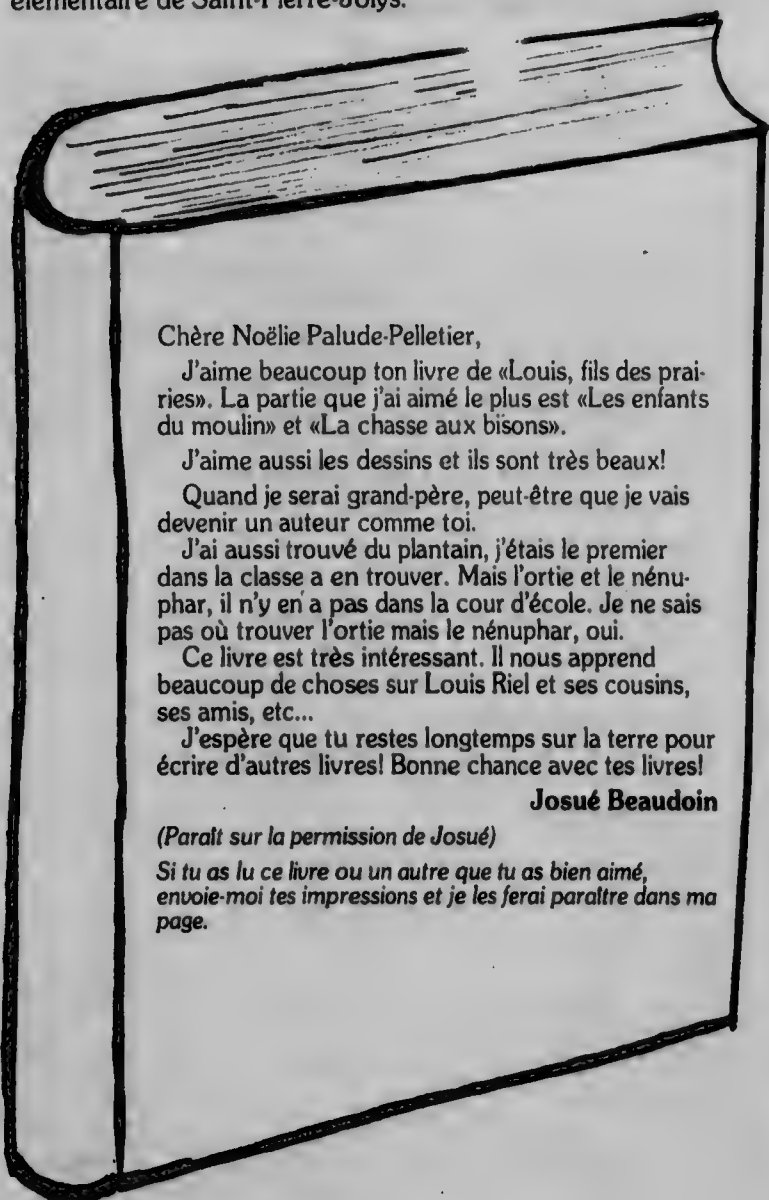 élémentaire de Saint-Pierre-Jolys.
Chère Noëlie Palude-Pelletier,
J'aime beaucoup ton livre de «Louis, fils des prai-
ries». La partie que j'ai aimé le plus est «Les enfants
du moulin» et «La chasse aux bisons».
J'aime aussi les dessins et ils sont très beaux!
Quand je serai grand-père, peut-être que je vais
devenir un auteur comme toi.
J'ai aussi trouvé du plantain, j'étais le premier
dans la classe a en trouver. Mais l'ortie et le nénu-
phar, il n'y en a pas dans la cour d'école. Je ne sais
pas où trouver l'ortie mais le nénuphar, oui.
Ce livre est très intéressant. Il nous apprend
beaucoup de choses sur Louis Riel et ses cousins,
ses amis, etc...
J'espère que tu restes longtemps sur la terre pour
écrire d'autres livres! Bonne chance avec tes livres!
Josué Beaudoin
(Paraît sur la permission de Josué)
Si tu as lu ce livre ou un autre que tu as bien aimé,
envoie-moi tes impressions et je les ferai paraître dans ma
page.